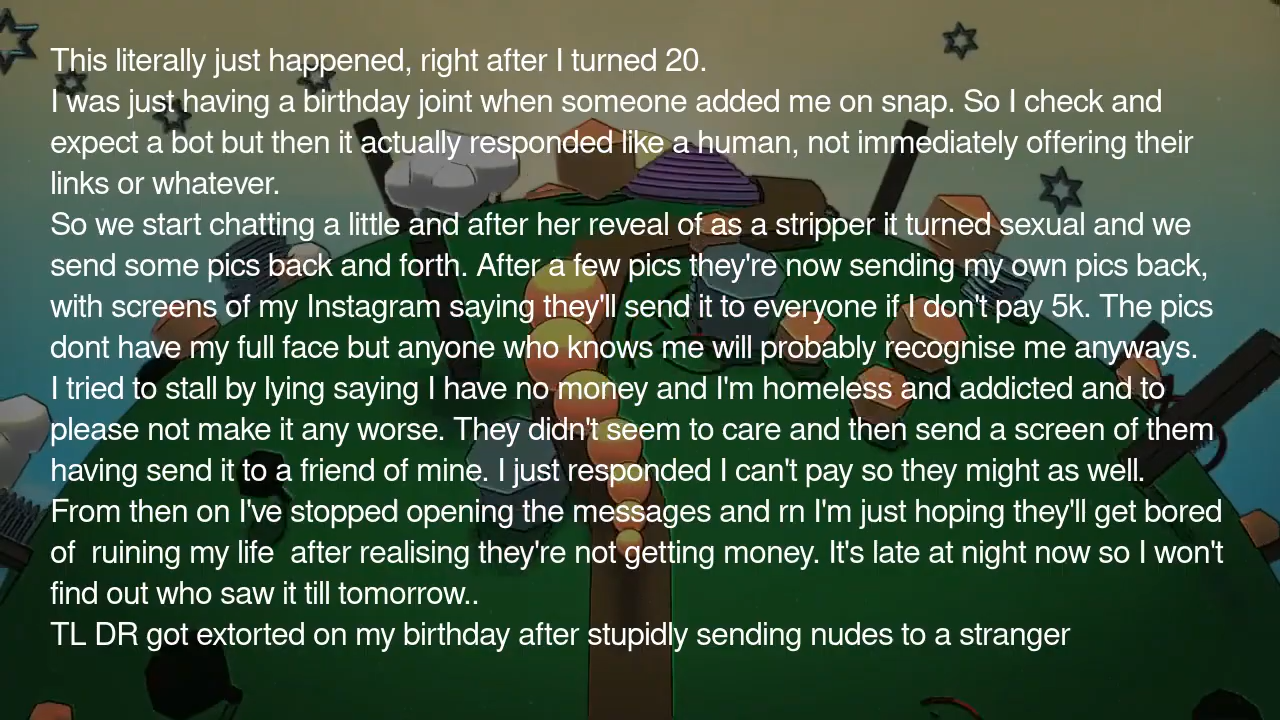 This literally just happened, right after I turned 20.
I was just having a birthday joint when someone added me on snap. So I check and
expect a bot but then it actually responded like a human, not immediately offering their
links or whatever.
So we start chatting a little and after her reveal of as a stripper it turned sexual and we
send some pics back and forth. After a few pics they're now sending my own pics back,
with screens of my Instagram saying they'll send it to everyone if I don't pay 5k. The pics
dont have my full face but anyone who knows me will probably recognise me anyways.
I tried to stall by lying saying I have no money and I'm homeless and addicted and to
please not make it any worse. They didn't seem to care and then send a screen of them
having send it to a friend of mine. I just responded I can't pay so they might as well.
From then on I've stopped opening the messages and rn I'm just hoping they'll get bored
of  ruining my life  after realising they're not getting money. It's late at night now so I won't
find out who saw it till tomorrow..
TL DR got extorted on my birthday after stupidly sending nudes to a stranger